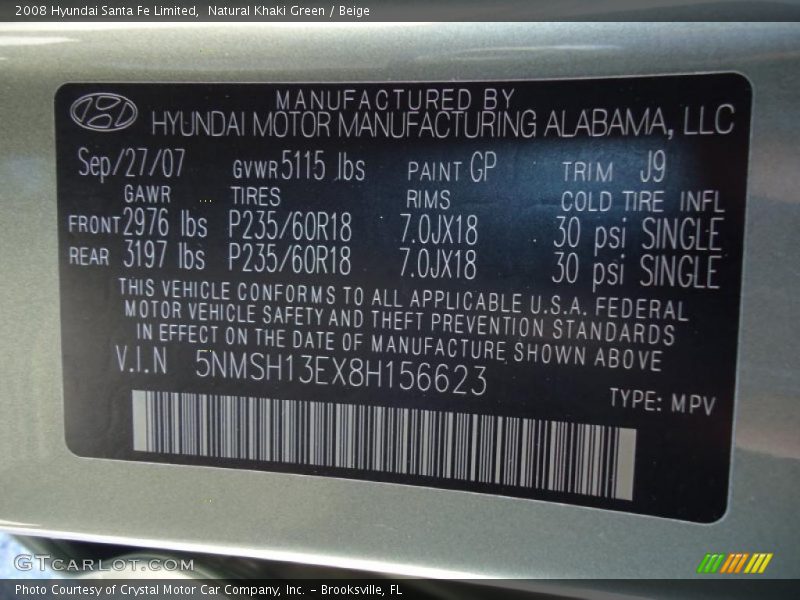 2008 Hyundai Santa Fe Limited, Natural Khaki Green / Beige
MANUFACTURED BY
HYUNDAI MOTOR MANUFACTURING ALABAMA, LLC
Sep/27/07 GVWR 5115 lbs PAINT GP TRIM J9
GAWR TIRES RIMS COLD TIRE INFL
FRONT 2976 lbs P235/60R18 7.0JX18 30 psi SINGLE
REAR 3197 lbs P235/60R18 7.0JX18 30 psi SINGLE
THIS VEHICLE CONFORMS TO ALL APPLICABLE U.S.A. FEDERAL
MOTOR VEHICLE SAFETY AND THEFT PREVENTION STANDARDS
IN EFFECT ON THE DATE OF MANUFACTURE SHOWN ABOVE
V.I.N 5NMSH13EX8H156623
TYPE: MPV
GTCARLOT.COM
Photo Courtesy of Crystal Motor Car Company, Inc. - Brooksville, FL